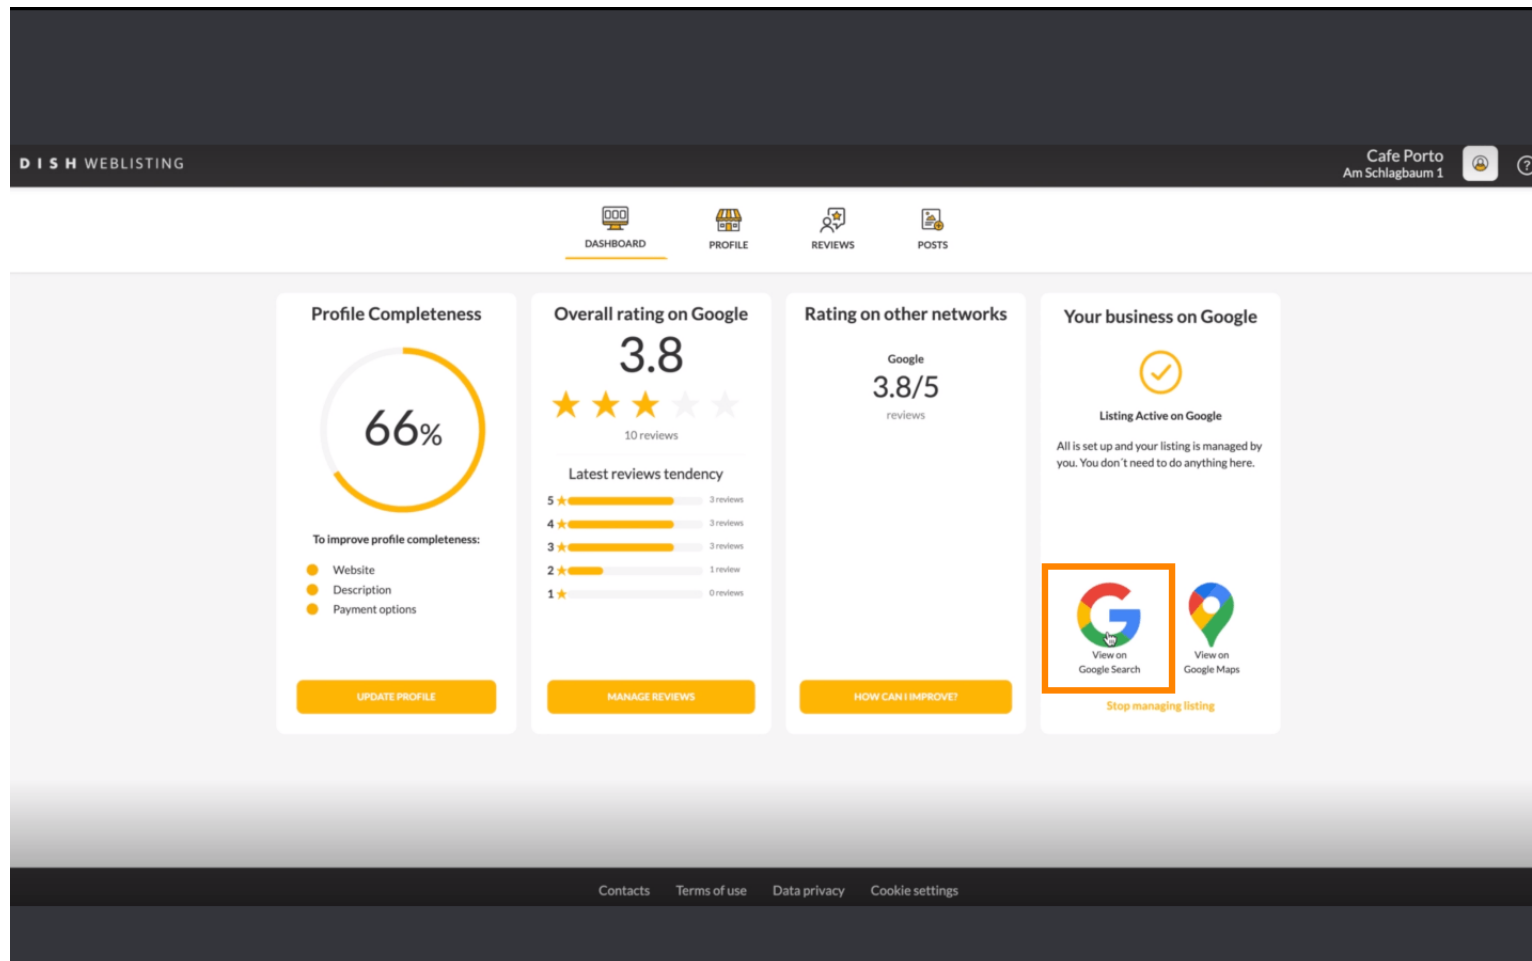 DISH WEBLISTING
Cafe Porto
Am Schlagbaum 1
DASHBOARD
PROFILE
REVIEWS
POSTS
Profile Completeness
66%
To improve profile completeness:
Website
Description
Payment options
UPDATE PROFILE
Overall rating on Google
3.8
10 reviews
Latest reviews tendency
5 3 reviews
4 3 reviews
3 3 reviews
2 1 review
1 0 reviews
MANAGE REVIEWS
Rating on other networks
Google
3.8/5
reviews
HOW CAN I IMPROVE?
Your business on Google
Listing Active on Google
All is set up and your listing is managed by
you. You don´t need to do anything here.
View on
Google Search
View on
Google Maps
Stop managing listing
Contacts Terms of use Data privacy Cookie settings